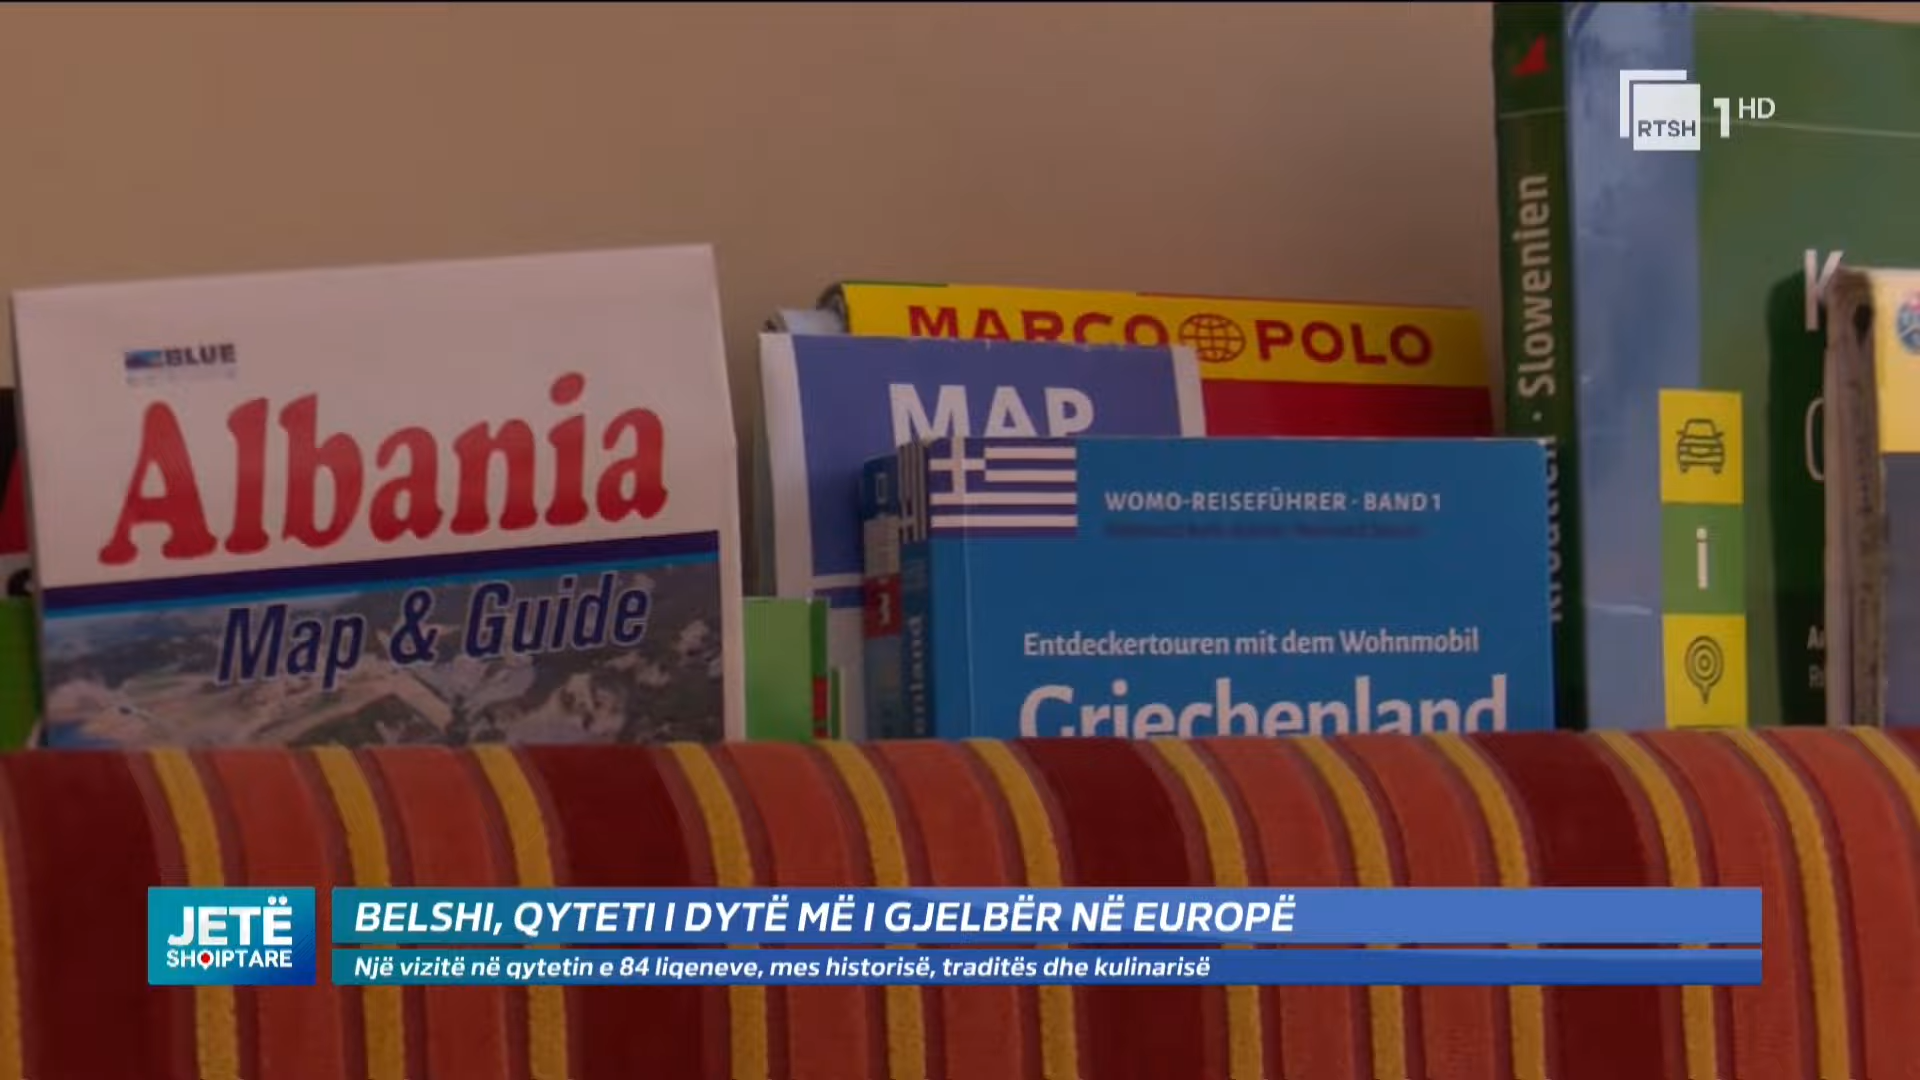 RTSH 1 HD
BLUE
Albania
Map & Guide
MARCO POLO
MAP
WOMO-REISEFÜHRER · BAND 1
Entdeckertouren mit dem Wohnmobil
Griechenland
· Slowenien
i
JETË
SHQIPTARE
BELSHI, QYTETI I DYTË MË I GJELBËR NË EUROPË
Një vizitë në qytetin e 84 liqeneve, mes historisë, traditës dhe kulinarisë